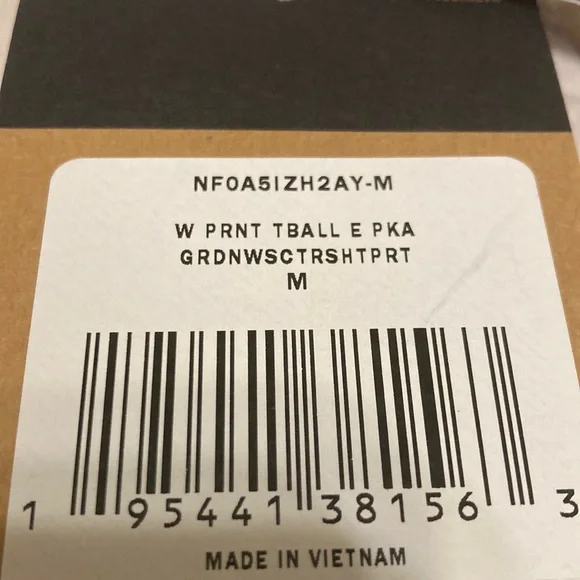 NF0A5IZH2AY-M
W PRNT TBALL E PKA
GRDNWSCTRSHTPRT
M
1 95441 38156 3
MADE IN VIETNAM